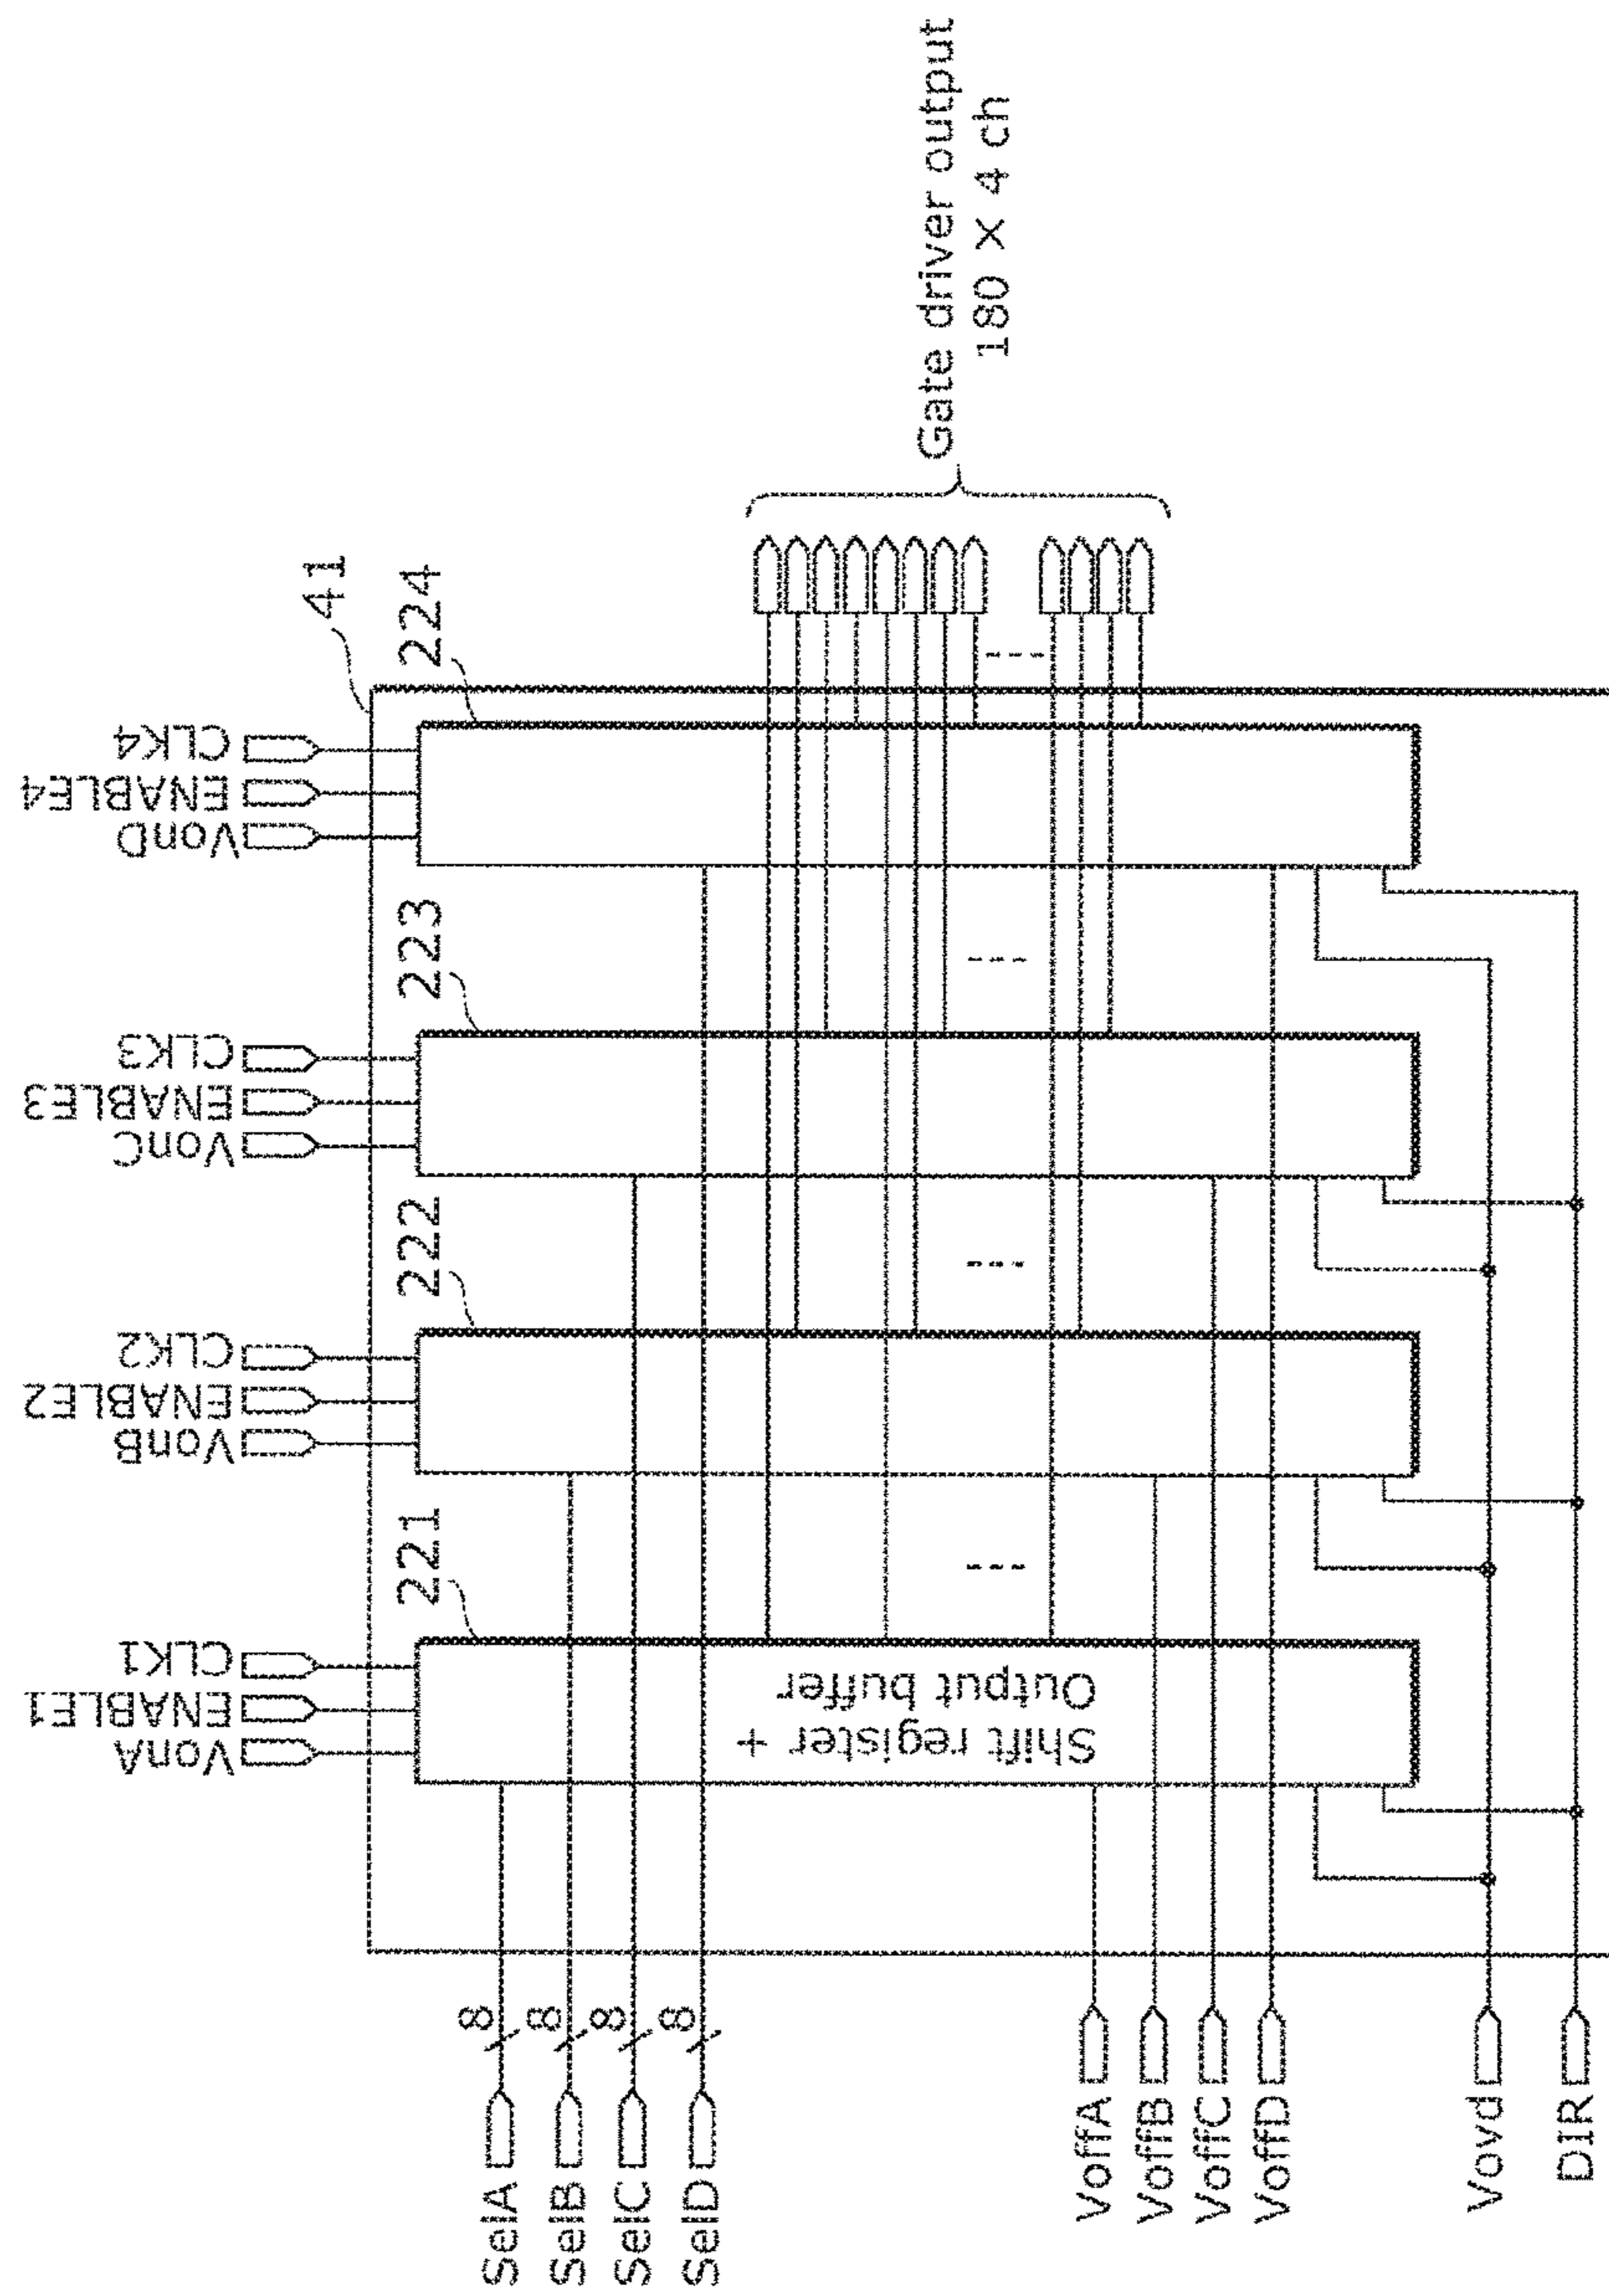 CLK1
ENABLE1
VonA
CLK2
ENABLE2
VonB
CLK3
ENABLE3
VonC
CLK4
ENABLE4
VonD
41
221
222
223
224
SelA
8
SelB
8
SelC
8
SelD
8
Shift register +
Output buffer
VoffA
VoffB
VoffC
VoffD
Vovd
DIR
Gate driver output
180 × 4 ch